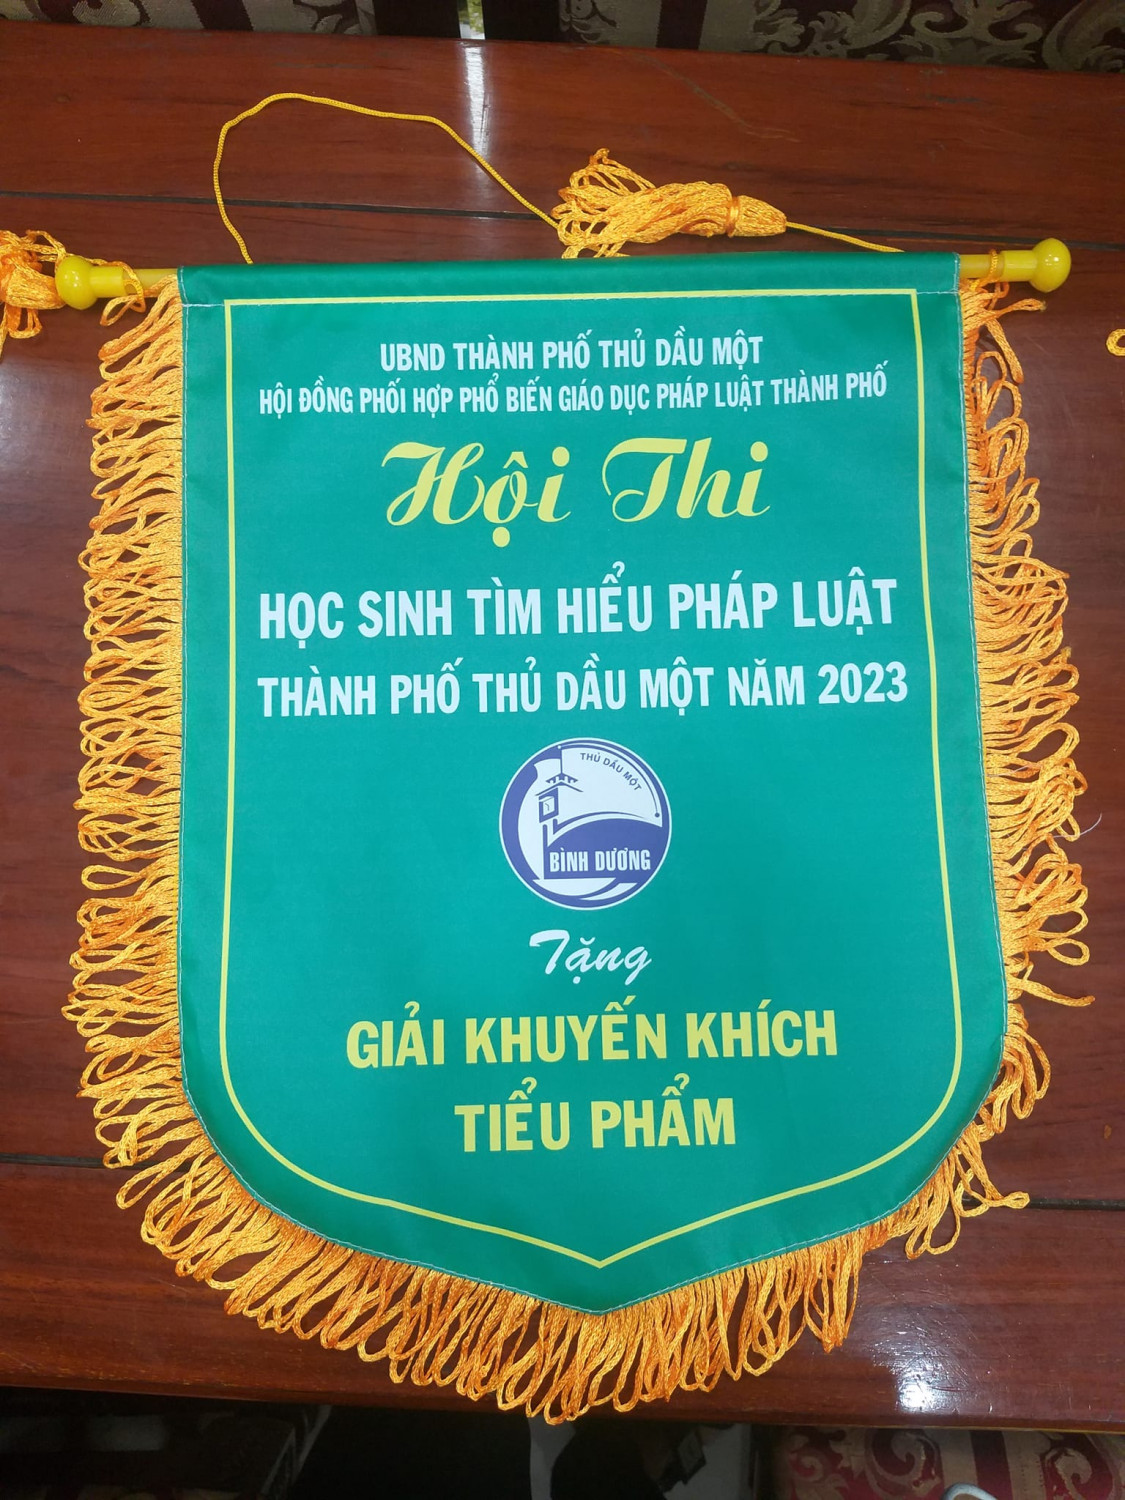 UBND THÀNH PHỐ THỦ DẦU MỘT
HỘI ĐỒNG PHỐI HỢP PHỔ BIẾN GIÁO DỤC PHÁP LUẬT THÀNH PHỐ
Hội Thi
HỌC SINH TÌM HIỂU PHÁP LUẬT
THÀNH PHỐ THỦ DẦU MỘT NĂM 2023
THỦ DẦU MỘT
BÌNH DƯƠNG
Tặng
GIẢI KHUYẾN KHÍCH
TIỂU PHẨM